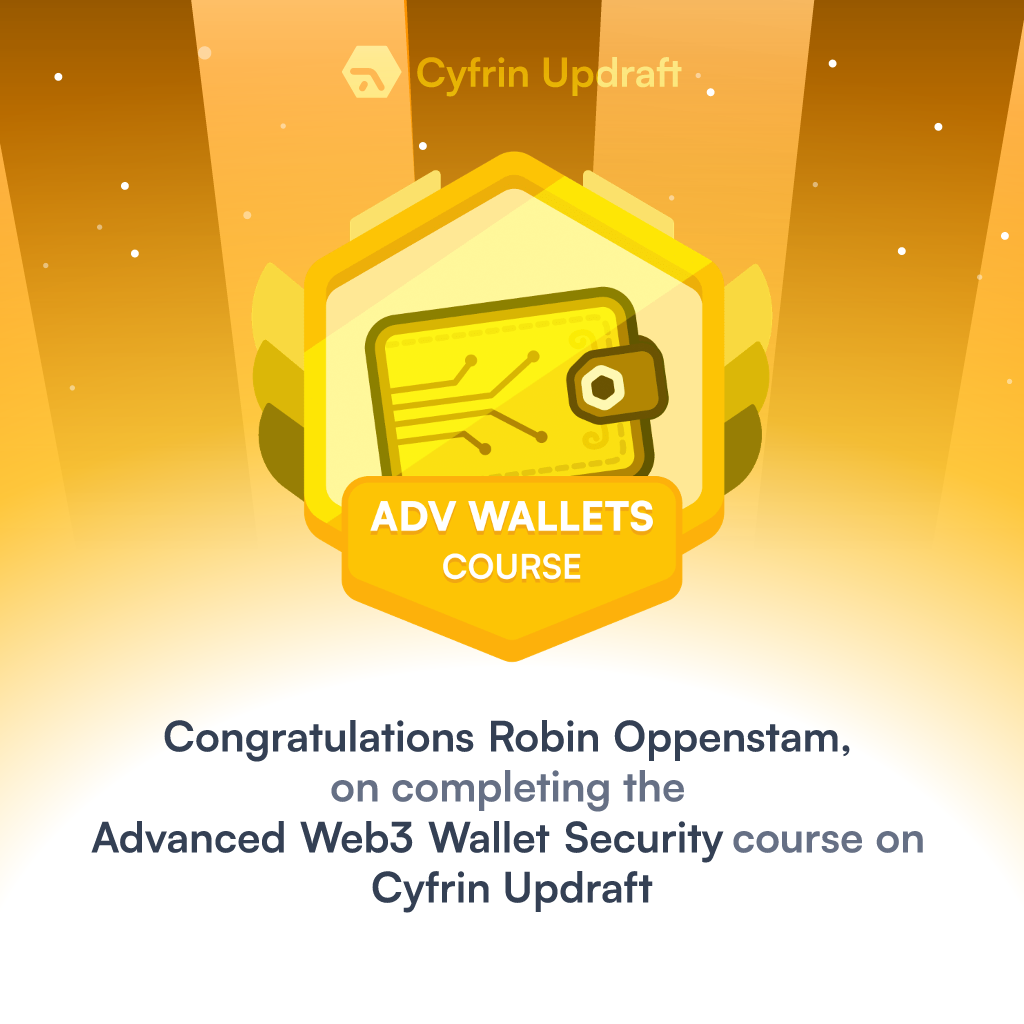 Cyfrin Updraft
ADV WALLETS
COURSE
Congratulations Robin Oppenstam,
on completing the
Advanced Web3 Wallet Security course on
Cyfrin Updraft